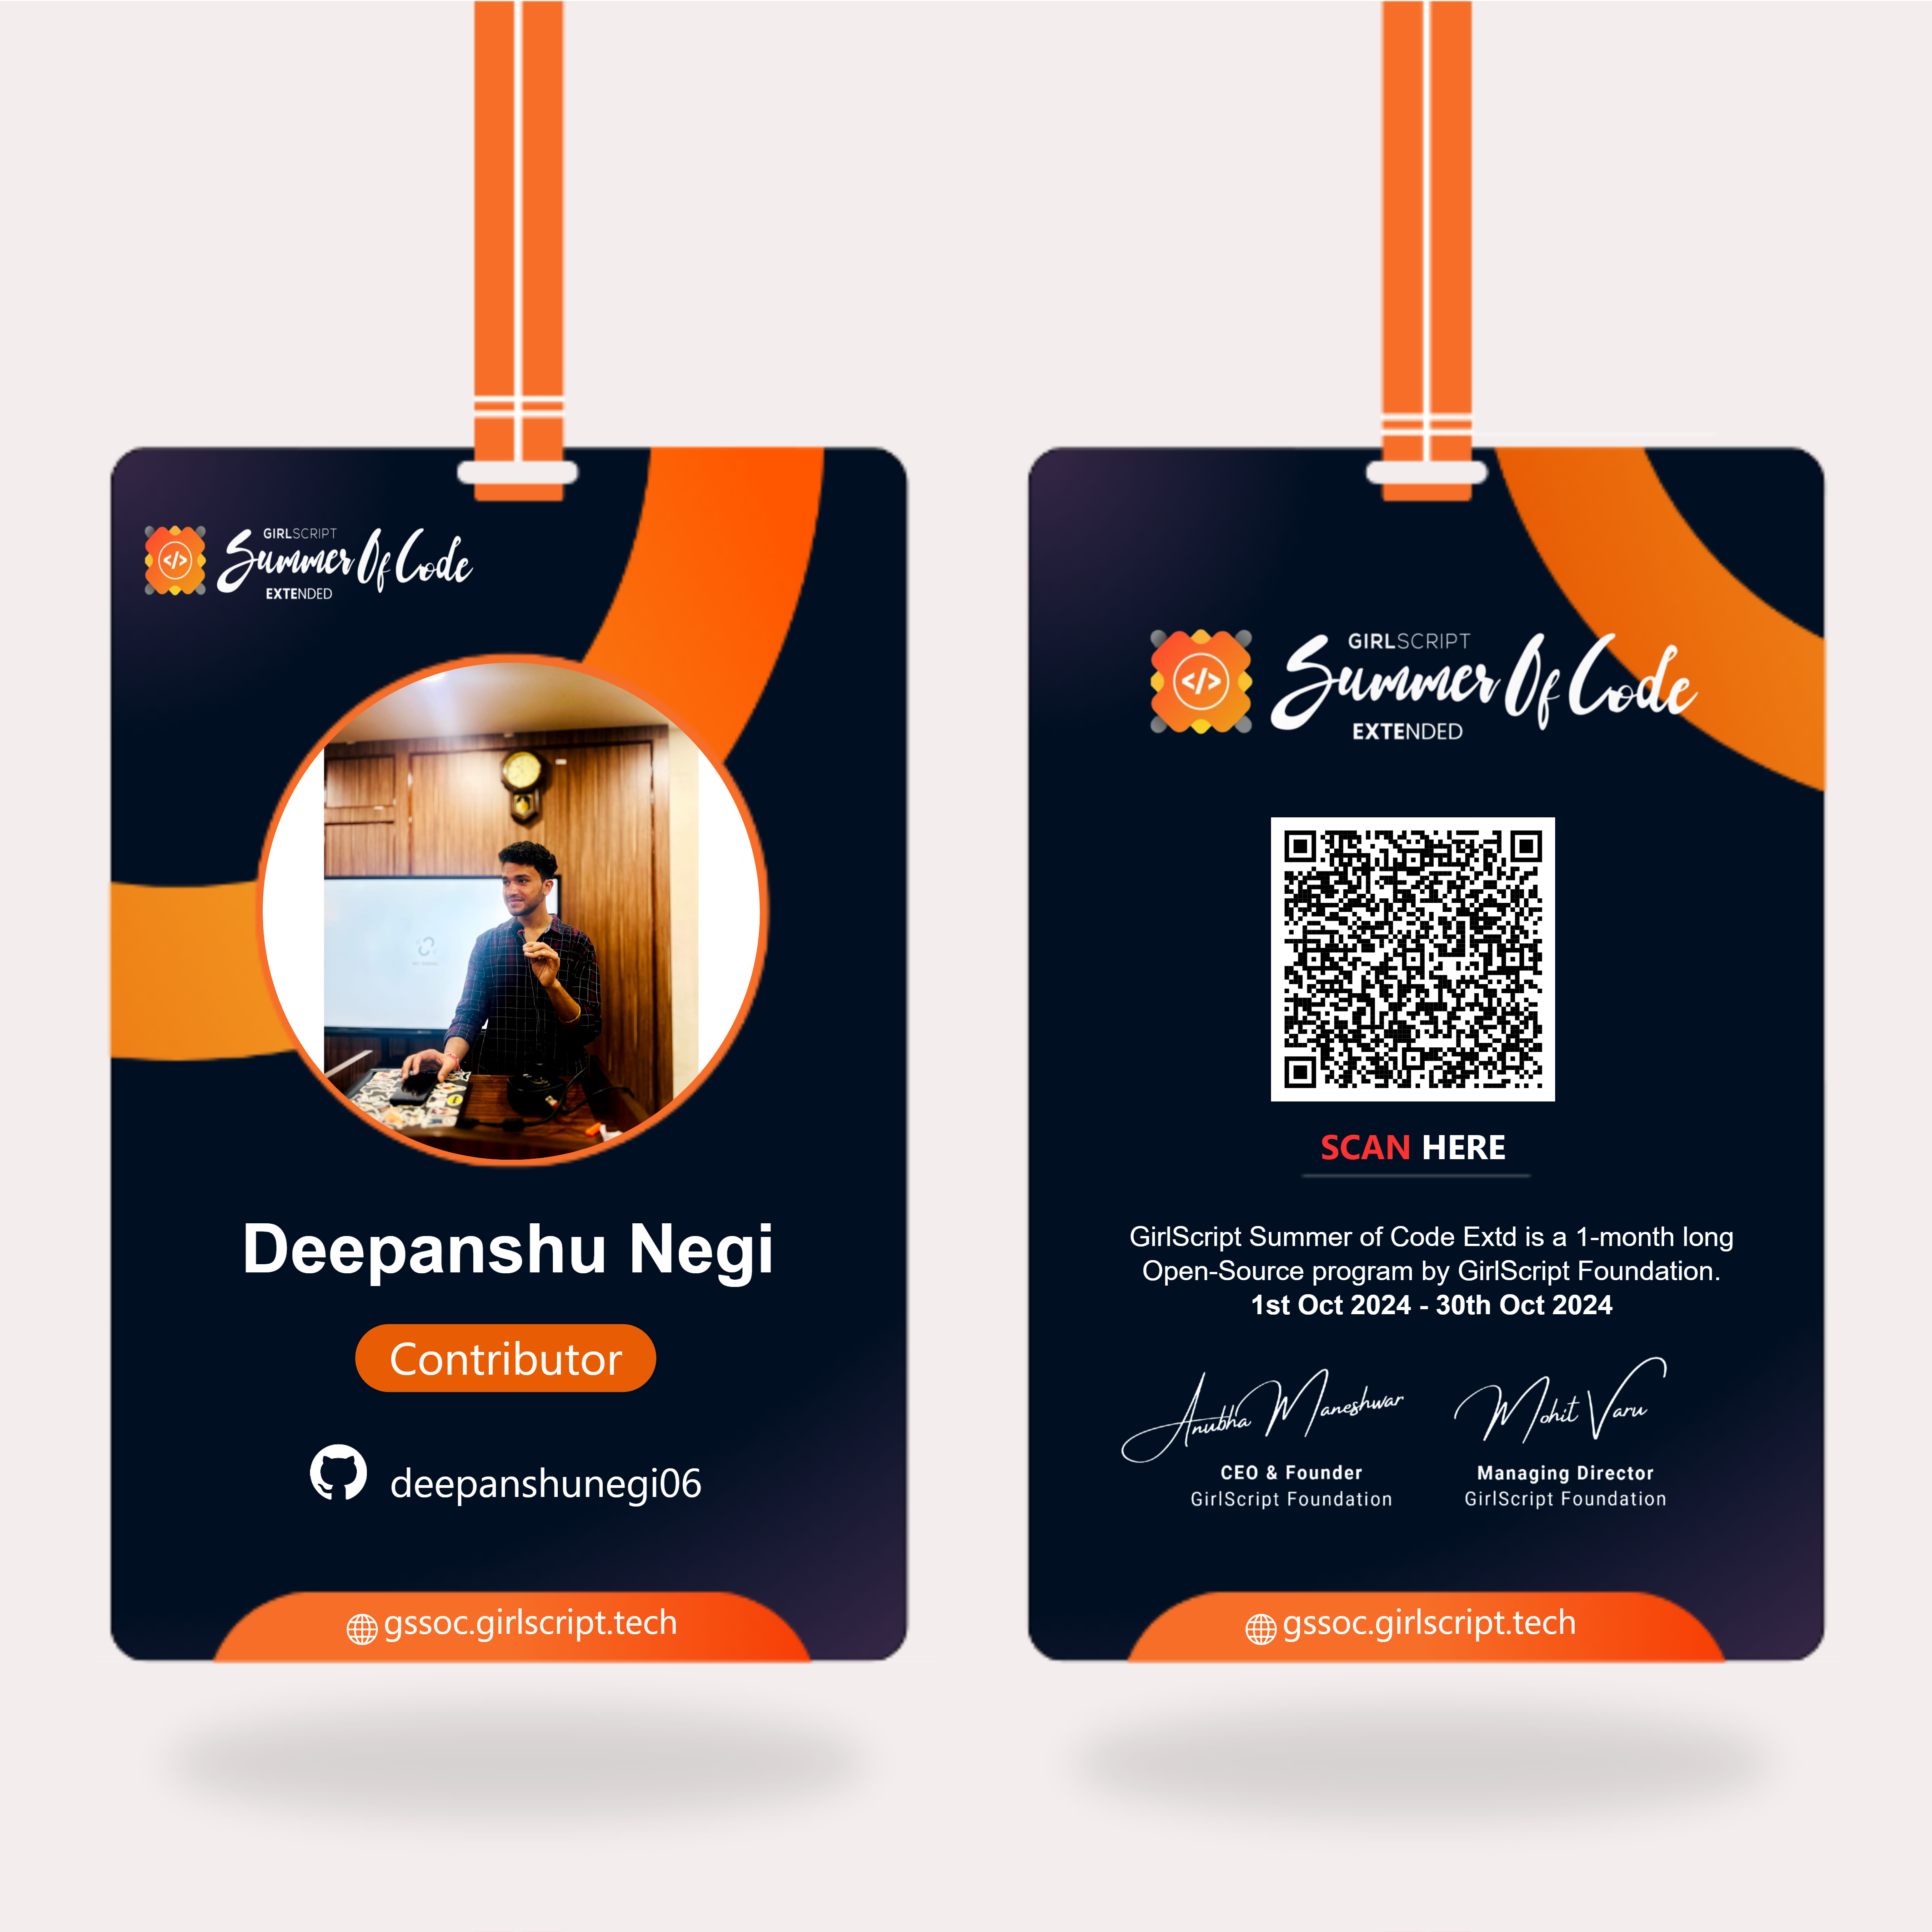 GIRLSCRIPT
Summer Of Code
EXTENDED
Deepanshu Negi
Contributor
deepanshunegi06
gssoc.girlscript.tech
GIRLSCRIPT
Summer Of Code
EXTENDED
SCAN HERE
GirlScript Summer of Code Extd is a 1-month long
Open-Source program by GirlScript Foundation.
1st Oct 2024 - 30th Oct 2024
Anubha Maneshwar
Mohit Varu
CEO & Founder
GirlScript Foundation
Managing Director
GirlScript Foundation
gssoc.girlscript.tech